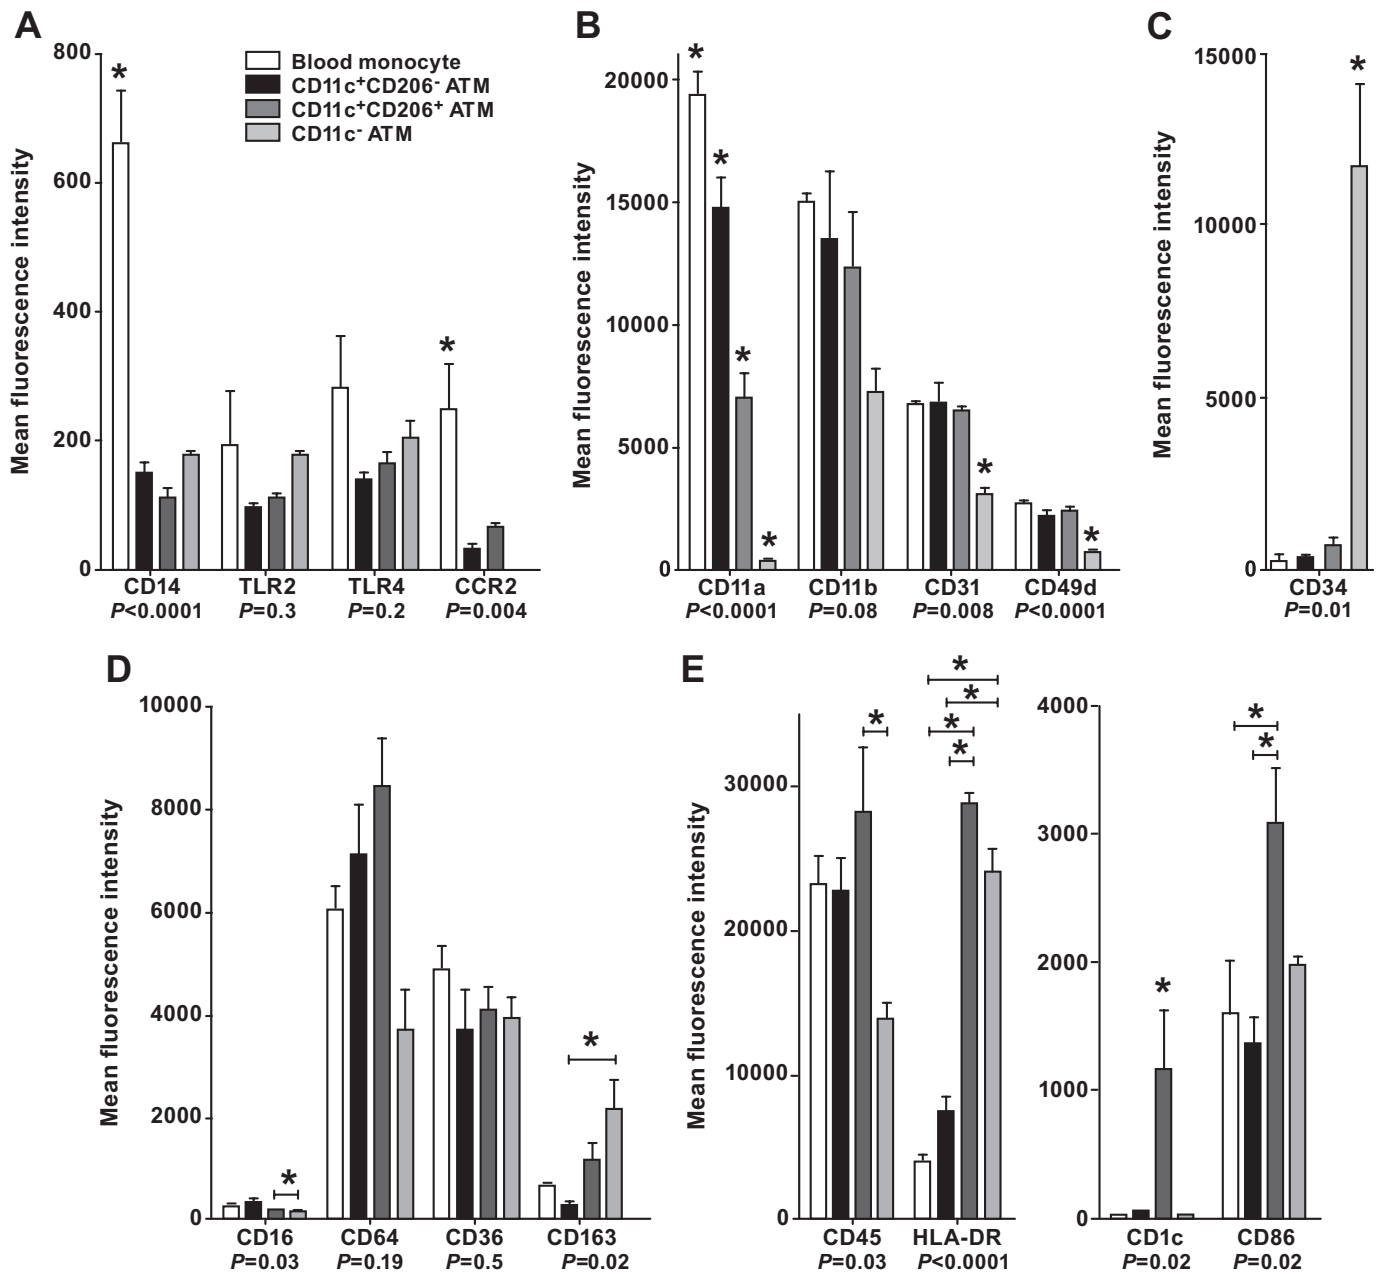 A
Mean fluorescence intensity
800
600
400
200
0
*
*
Blood monocyte
CD11c+CD206- ATM
CD11c+CD206+ ATM
CD11c- ATM
CD14 TLR2 TLR4 CCR2
P<0.0001 P=0.3 P=0.2 P=0.004
B
Mean fluorescence intensity
20000
15000
10000
5000
0
*
*
*
*
*
*
CD11a CD11b CD31 CD49d
P<0.0001 P=0.08 P=0.008 P<0.0001
C
Mean fluorescence intensity
15000
10000
5000
0
*
CD34
P=0.01
D
Mean fluorescence intensity
10000
8000
6000
4000
2000
0
*
*
CD16 CD64 CD36 CD163
P=0.03 P=0.19 P=0.5 P=0.02
E
Mean fluorescence intensity
30000
20000
10000
0
*
*
*
*
*
CD45 HLA-DR
P=0.03 P<0.0001
4000
3000
2000
1000
0
*
*
*
CD1c CD86
P=0.02 P=0.02